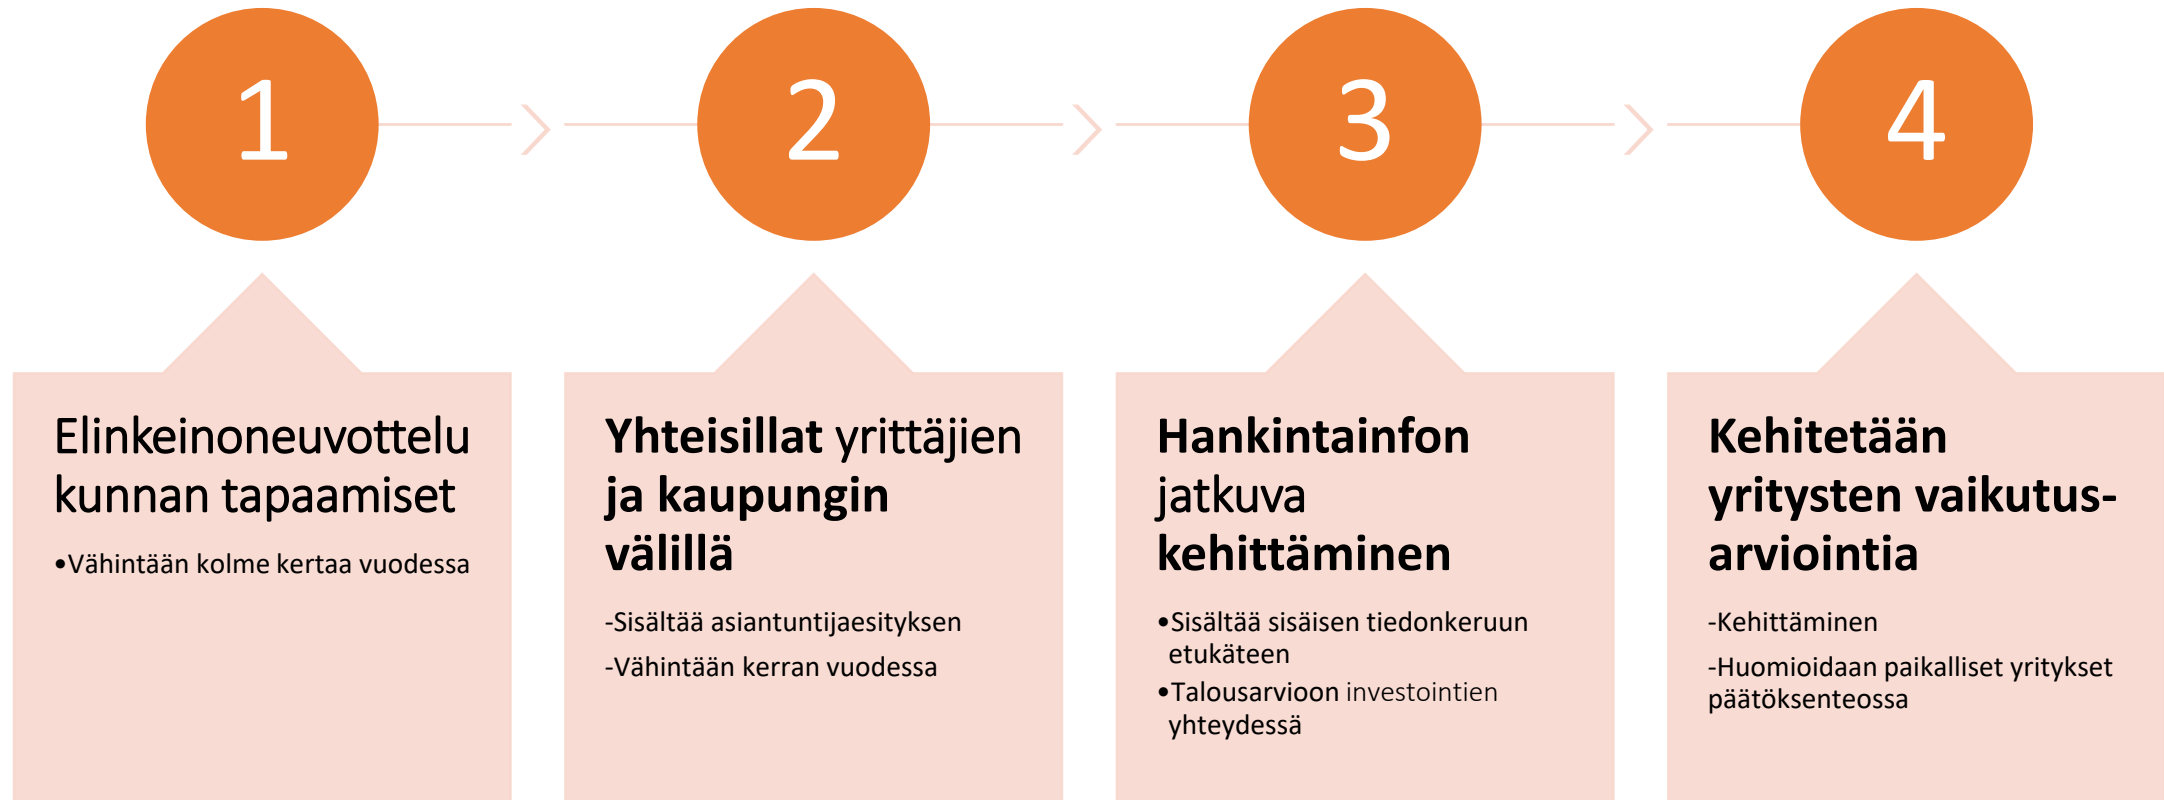 1
2
3
4
Elinkeinoneuvottelu
kunnan tapaamiset
•Vähintään kolme kertaa vuodessa
Yhteisillat yrittäjien
ja kaupungin
välillä
-Sisältää asiantuntijaesityksen
-Vähintään kerran vuodessa
Hankintainfon
jatkuva
kehittäminen
•Sisältää sisäisen tiedonkeruun
etukäteen
•Talousarvioon investointien
yhteydessä
Kehitetään
yritysten vaikutus-
arviointia
-Kehittäminen
-Huomioidaan paikalliset yritykset
päätöksenteossa